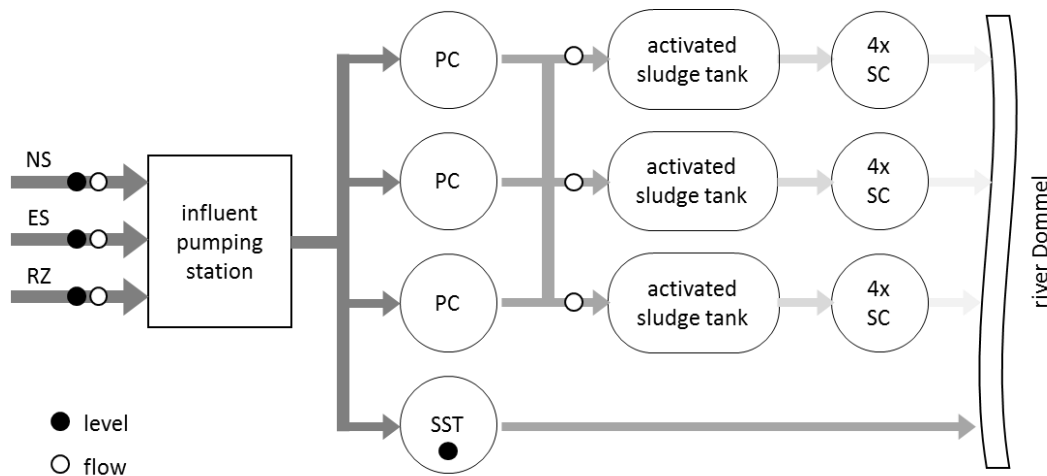 NS
ES
RZ
influent
pumping
station
PC
activated
sludge tank
4x
SC
PC
activated
sludge tank
4x
SC
PC
activated
sludge tank
4x
SC
SST
river Dommel
level
flow